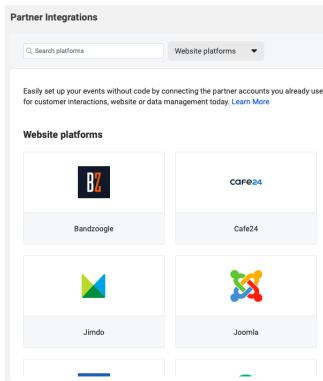 Partner Integrations
Search platforms
Website platforms
Easily set up your events without code by connecting the partner accounts you already use
for customer interactions, website or data management today. Learn More
Website platforms
BZ
CAFE24
Bandzoogle
Cafe24
Jimdo
Joomla